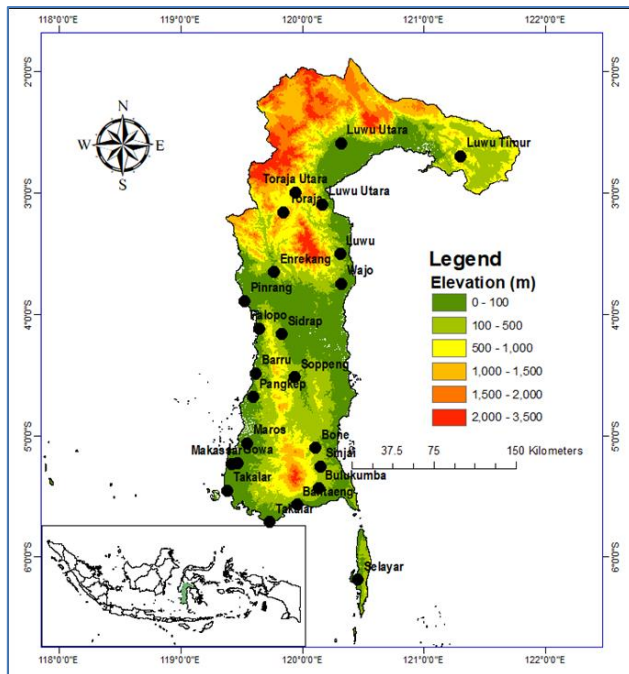 118°0'0"E 119°0'0"E 120°0'0"E 121°0'0"E 122°0'0"E
2°0'0"S 2°0'0"S
N
W E
S
Luwu Utara
Luwu Timur
Toraja Utara
3°0'0"S 3°0'0"S
Toraja
Luwu Utara
Luwu
Enrekang
Wajo
Pinrang
Legend
Elevation (m)
0 - 100
100 - 500
500 - 1,000
1,000 - 1,500
1,500 - 2,000
2,000 - 3,500
4°0'0"S 4°0'0"S
Palopo
Sidrap
Barru
Soppeng
Pangkep
Maros
Bone
5°0'0"S 5°0'0"S
37.5 75 150 Kilometers
Makassar
Gowa
Sinjai
Takalar
Bulukumba
Bantaeng
Takalar
Selayar
6°0'0"S 6°0'0"S
118°0'0"E 119°0'0"E 120°0'0"E 121°0'0"E 122°0'0"E